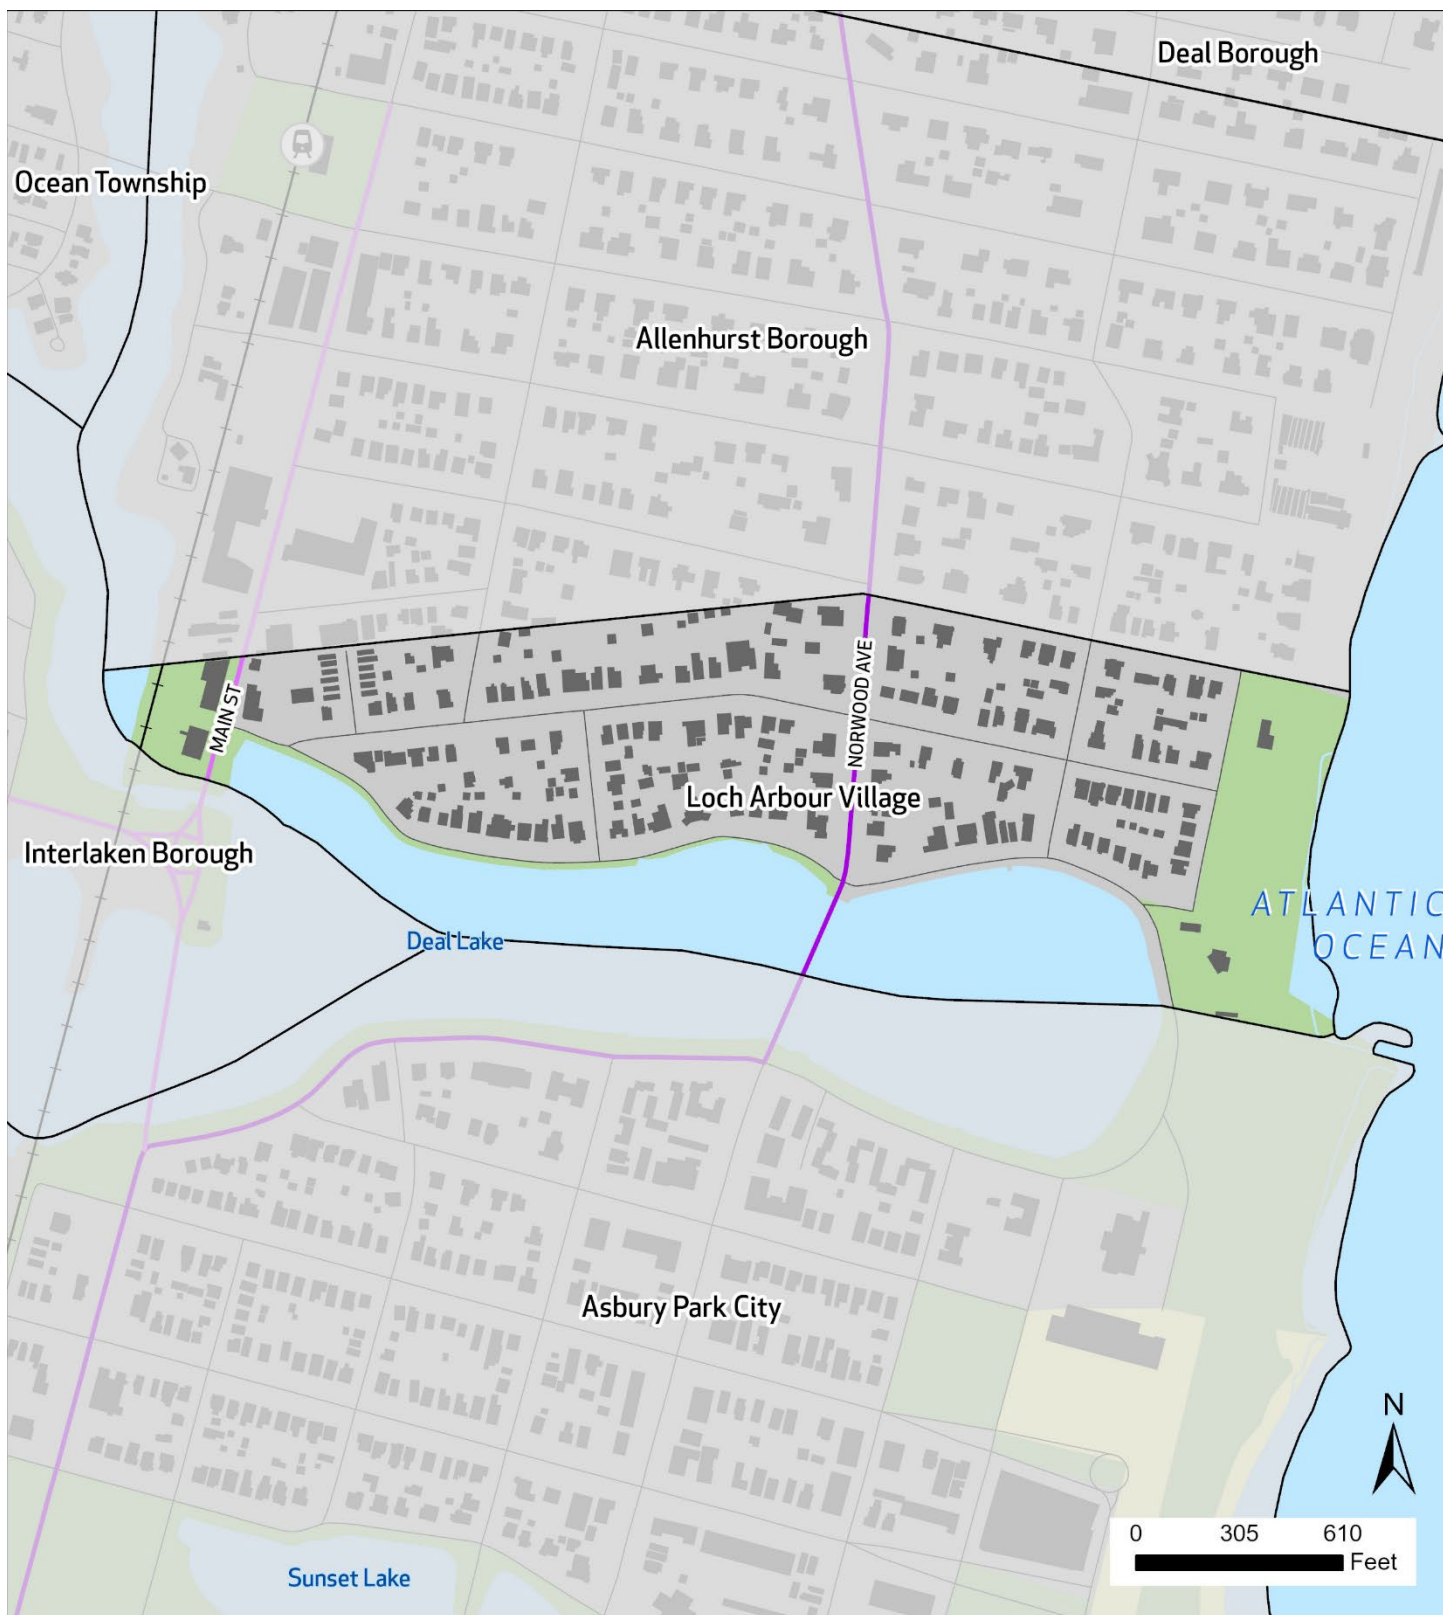 Deal Borough
Ocean Township
Allenhurst Borough
MAIN ST
NORWOOD AVE
Loch Arbour Village
Interlaken Borough
ATLANTIC
OCEAN
Deal Lake
Asbury Park City
N
0 305 610
Feet
Sunset Lake